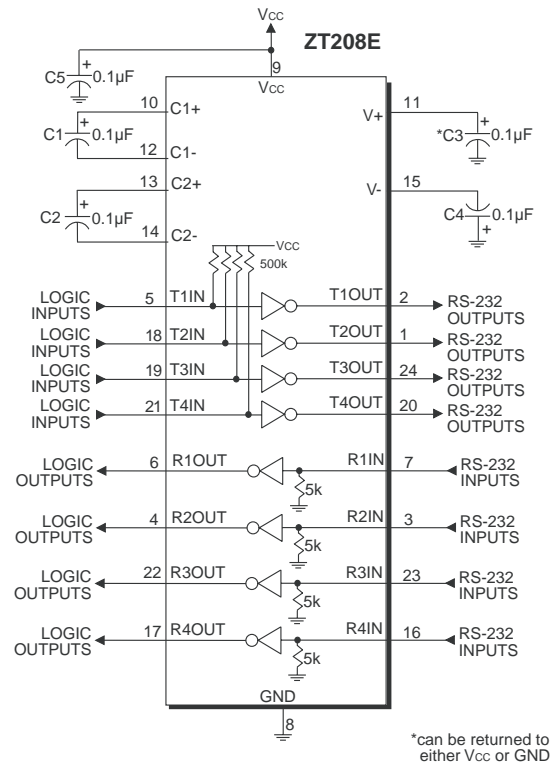 Vcc
ZT208E
9
Vcc
C5
+
0.1µF
10
C1+
C1
+
0.1µF
12
C1-
13
C2+
C2
+
0.1µF
14
C2-
11
V+
*C3
+
0.1µF
15
V-
C4
0.1µF
+
Vcc
500k
LOGIC
INPUTS
5
T1IN
T1OUT
2
RS-232
OUTPUTS
LOGIC
INPUTS
18
T2IN
T2OUT
1
RS-232
OUTPUTS
LOGIC
INPUTS
19
T3IN
T3OUT
24
RS-232
OUTPUTS
LOGIC
INPUTS
21
T4IN
T4OUT
20
RS-232
OUTPUTS
LOGIC
OUTPUTS
6
R1OUT
R1IN
7
RS-232
INPUTS
5k
LOGIC
OUTPUTS
4
R2OUT
R2IN
3
RS-232
INPUTS
5k
LOGIC
OUTPUTS
22
R3OUT
R3IN
23
RS-232
INPUTS
5k
LOGIC
OUTPUTS
17
R4OUT
R4IN
16
RS-232
INPUTS
5k
GND
8
*can be returned to
either Vcc or GND